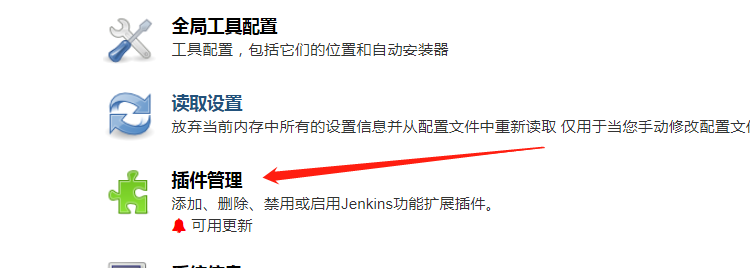 全局工具配置
工具配置，包括它们的位置和自动安装器
读取设置
放弃当前内存中所有的设置信息并从配置文件中重新读取 仅用于当您手动修改配置文
插件管理
添加、删除、禁用或启用Jenkins功能扩展插件。
可用更新